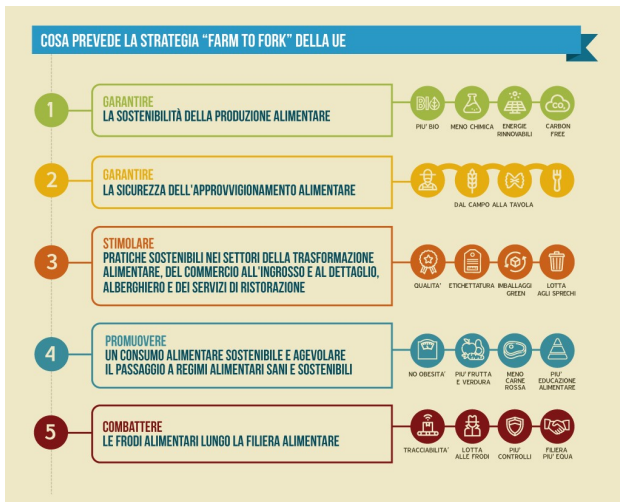 COSA PREVEDE LA STRATEGIA “FARM TO FORK” DELLA UE
1
GARANTIRE
LA SOSTENIBILITÀ DELLA PRODUZIONE ALIMENTARE
BIO
CO₂
PIU' BIO
MENO CHIMICA
ENERGIE
RINNOVABILI
CARBON
FREE
2
GARANTIRE
LA SICUREZZA DELL'APPROVVIGIONAMENTO ALIMENTARE
DAL CAMPO ALLA TAVOLA
3
STIMOLARE
PRATICHE SOSTENIBILI NEI SETTORI DELLA TRASFORMAZIONE
ALIMENTARE, DEL COMMERCIO ALL'INGROSSO E AL DETTAGLIO,
ALBERGHIERO E DEI SERVIZI DI RISTORAZIONE
QUALITA'
ETICHETTATURA
IMBALLAGGI
GREEN
LOTTA
AGLI SPRECHI
4
PROMUOVERE
UN CONSUMO ALIMENTARE SOSTENIBILE E AGEVOLARE
IL PASSAGGIO A REGIMI ALIMENTARI SANI E SOSTENIBILI
NO OBESITA'
PIU' FRUTTA
E VERDURA
MENO
CARNE
ROSSA
PIU'
EDUCAZIONE
ALIMENTARE
5
COMBATTERE
LE FRODI ALIMENTARI LUNGO LA FILIERA ALIMENTARE
TRACCIABILITA'
LOTTA
ALLE FRODI
PIU'
CONTROLLI
FILIERA
PIU' EQUA